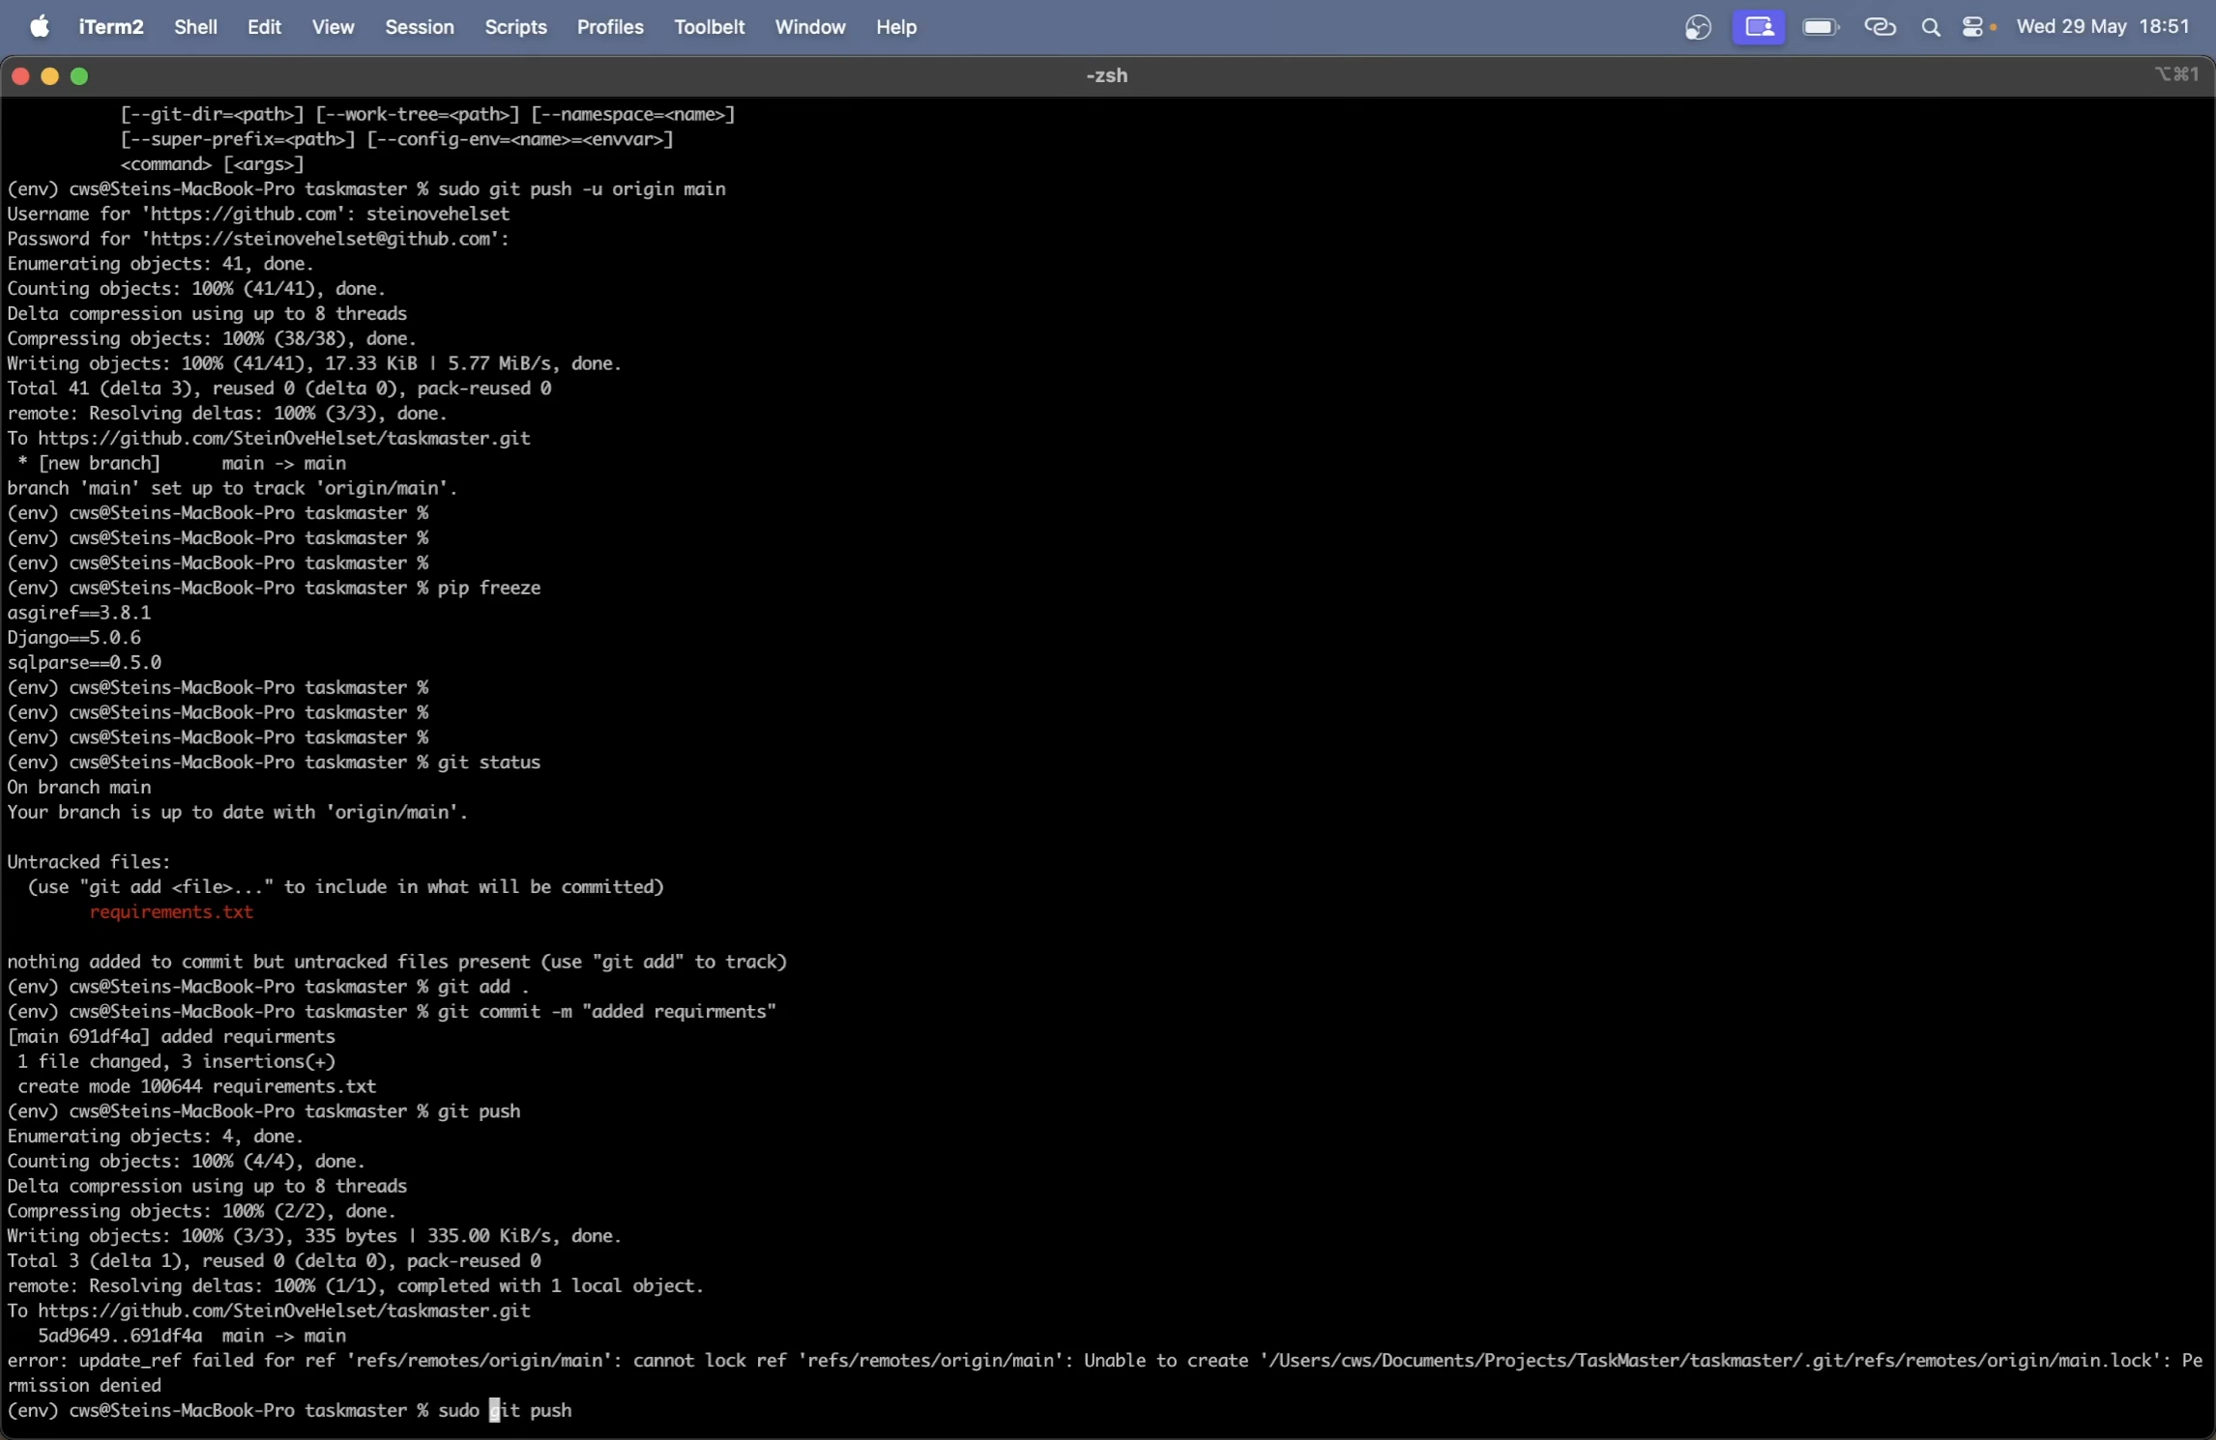 iTerm2 Shell Edit View Session Scripts Profiles Toolbelt Window Help Wed 29 May 18:51
-zsh ⌥⌘1
[--git-dir=<path>] [--work-tree=<path>] [--namespace=<name>]
[--super-prefix=<path>] [--config-env=<name>=<envvar>]
<command> [<args>]
(env) cws@Steins-MacBook-Pro taskmaster % sudo git push -u origin main
Username for 'https://github.com': steinovehelset
Password for 'https://steinovehelset@github.com':
Enumerating objects: 41, done.
Counting objects: 100% (41/41), done.
Delta compression using up to 8 threads
Compressing objects: 100% (38/38), done.
Writing objects: 100% (41/41), 17.33 KiB | 5.77 MiB/s, done.
Total 41 (delta 3), reused 0 (delta 0), pack-reused 0
remote: Resolving deltas: 100% (3/3), done.
To https://github.com/SteinOveHelset/taskmaster.git
* [new branch] main -> main
branch 'main' set up to track 'origin/main'.
(env) cws@Steins-MacBook-Pro taskmaster %
(env) cws@Steins-MacBook-Pro taskmaster %
(env) cws@Steins-MacBook-Pro taskmaster %
(env) cws@Steins-MacBook-Pro taskmaster % pip freeze
asgiref==3.8.1
Django==5.0.6
sqlparse==0.5.0
(env) cws@Steins-MacBook-Pro taskmaster %
(env) cws@Steins-MacBook-Pro taskmaster %
(env) cws@Steins-MacBook-Pro taskmaster %
(env) cws@Steins-MacBook-Pro taskmaster % git status
On branch main
Your branch is up to date with 'origin/main'.
Untracked files:
(use "git add <file>..." to include in what will be committed)
requirements.txt
nothing added to commit but untracked files present (use "git add" to track)
(env) cws@Steins-MacBook-Pro taskmaster % git add .
(env) cws@Steins-MacBook-Pro taskmaster % git commit -m "added requirments"
[main 691df4a] added requirments
1 file changed, 3 insertions(+)
create mode 100644 requirements.txt
(env) cws@Steins-MacBook-Pro taskmaster % git push
Enumerating objects: 4, done.
Counting objects: 100% (4/4), done.
Delta compression using up to 8 threads
Compressing objects: 100% (2/2), done.
Writing objects: 100% (3/3), 335 bytes | 335.00 KiB/s, done.
Total 3 (delta 1), reused 0 (delta 0), pack-reused 0
remote: Resolving deltas: 100% (1/1), completed with 1 local object.
To https://github.com/SteinOveHelset/taskmaster.git
5ad9649..691df4a main -> main
error: update_ref failed for ref 'refs/remotes/origin/main': cannot lock ref 'refs/remotes/origin/main': Unable to create '/Users/cws/Documents/Projects/TaskMaster/taskmaster/.git/refs/remotes/origin/main.lock': Pe
rmission denied
(env) cws@Steins-MacBook-Pro taskmaster % sudo git push